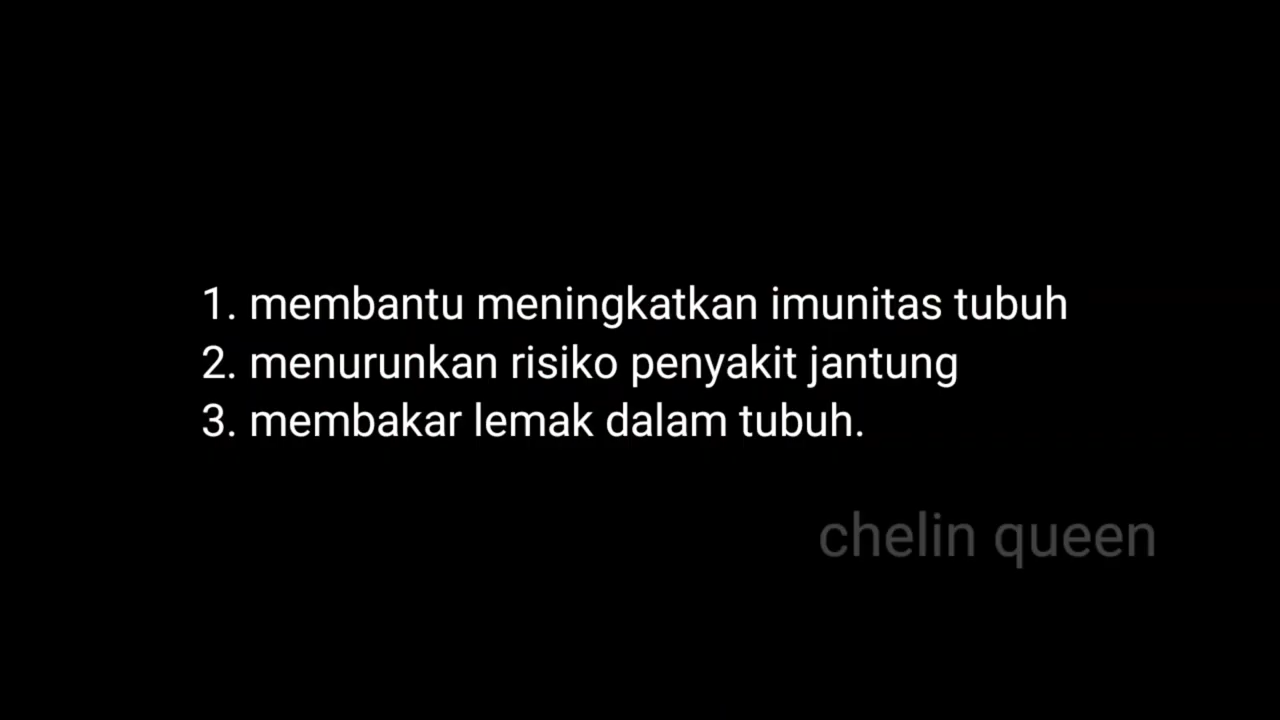 1. membantu meningkatkan imunitas tubuh
2. menurunkan risiko penyakit jantung
3. membakar lemak dalam tubuh.
chelin queen